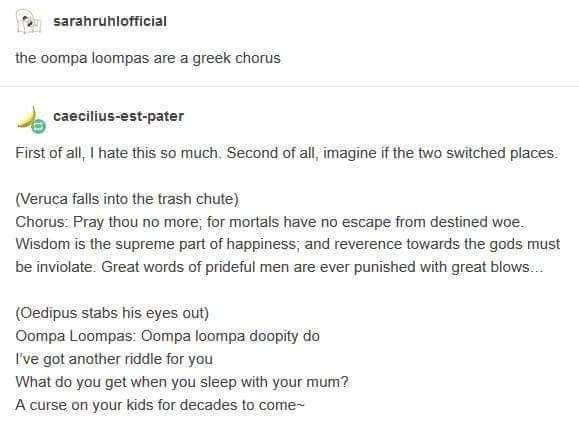 sarahruhlofficial
the oompa loompas are a greek chorus
caecilius-est-pater
First of all, I hate this so much. Second of all, imagine if the two switched places.
(Veruca falls into the trash chute)
Chorus: Pray thou no more; for mortals have no escape from destined woe.
Wisdom is the supreme part of happiness; and reverence towards the gods must
be inviolate. Great words of prideful men are ever punished with great blows…
(Oedipus stabs his eyes out)
Oompa Loompas: Oompa loompa doopity do
I've got another riddle for you
What do you get when you sleep with your mum?
A curse on your kids for decades to come~